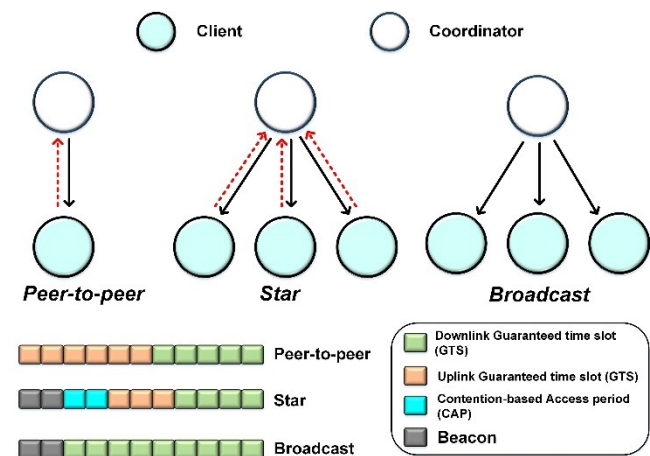 Client
Coordinator
Peer-to-peer
Star
Broadcast
Peer-to-peer
Star
Broadcast
Downlink Guaranteed time slot
(GTS)
Uplink Guaranteed time slot (GTS)
Contention-based Access period
(CAP)
Beacon